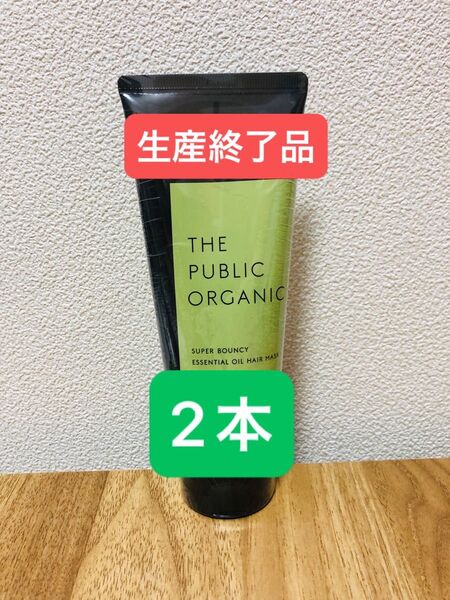 生産終了品
THE
PUBLIC
ORGANIC
SUPER BOUNCY
ESSENTIAL OIL HAIR MASK
2本